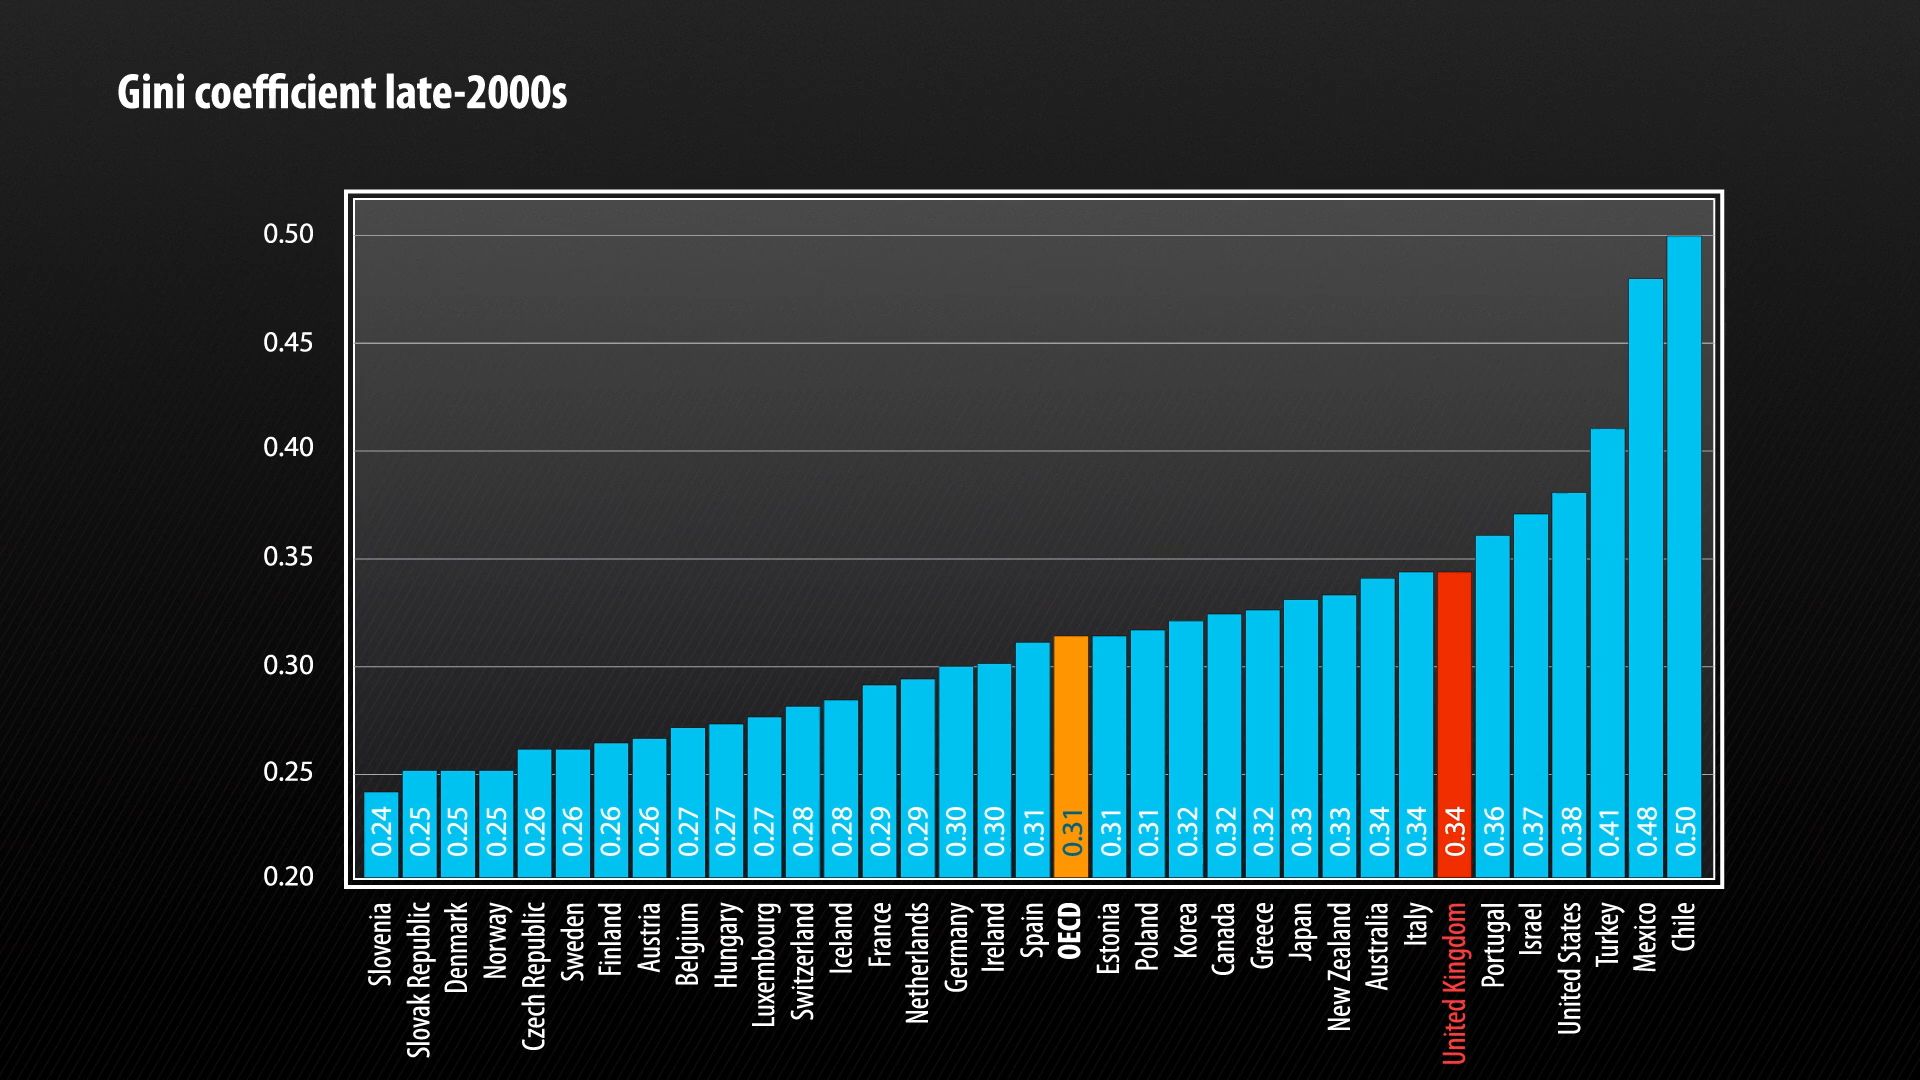 Gini coefficient late-2000s
0.50
0.45
0.40
0.35
0.30
0.25
0.20
0.24
0.25
0.25
0.25
0.26
0.26
0.26
0.26
0.27
0.27
0.27
0.28
0.28
0.29
0.29
0.30
0.30
0.31
0.31
0.31
0.31
0.32
0.32
0.32
0.33
0.33
0.34
0.34
0.34
0.36
0.37
0.38
0.41
0.48
0.50
Slovenia
Slovak Republic
Denmark
Norway
Czech Republic
Sweden
Finland
Austria
Belgium
Hungary
Luxembourg
Switzerland
Iceland
France
Netherlands
Germany
Ireland
Spain
OECD
Estonia
Poland
Korea
Canada
Greece
Japan
New Zealand
Australia
Italy
United Kingdom
Portugal
Israel
United States
Turkey
Mexico
Chile